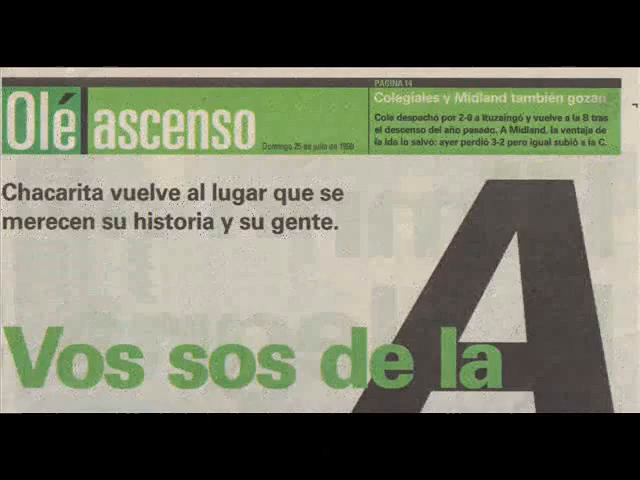 Olé ascenso
Domingo 25 de julio de 1999
PAGINA 14
Colegiales y Midland también gozan
Cole despachó por 2-0 a Ituzaingó y vuelve a la B tras
el descenso del año pasado. A Midland, la ventaja de
la ida lo salvó: ayer perdió 3-2 pero igual subió a la C.
Chacarita vuelve al lugar que se
merecen su historia y su gente.
Vos sos de la
A